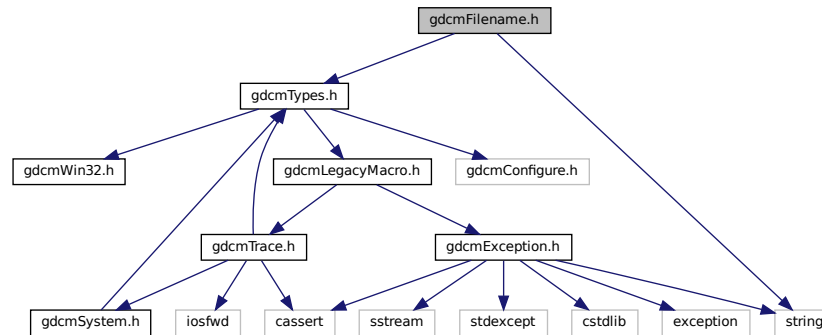 gdcmFilename.h
gdcmTypes.h
gdcmWin32.h
gdcmLegacyMacro.h
gdcmConfigure.h
gdcmTrace.h
gdcmException.h
gdcmSystem.h
iosfwd
cassert
sstream
stdexcept
cstdlib
exception
string